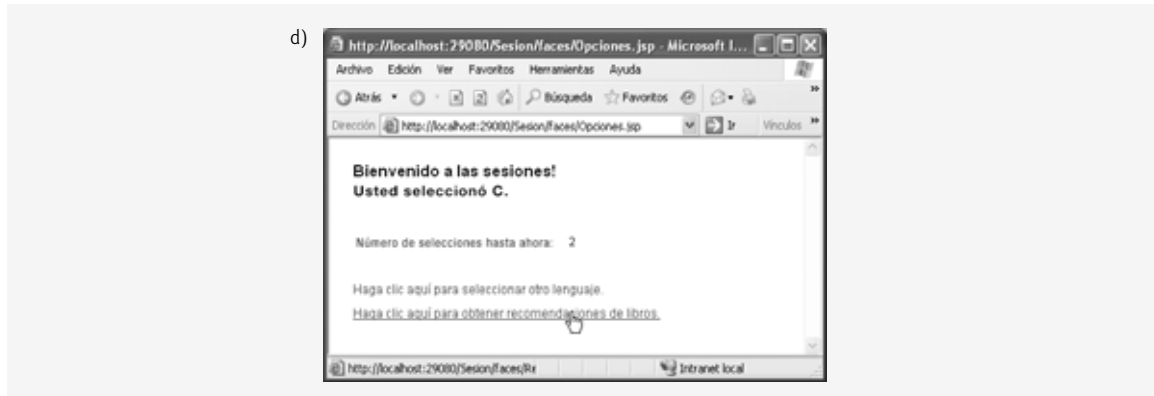 d)
http://localhost:29080/Sesion/faces/Opciones.jsp - Microsoft I...
Archivo Edición Ver Favoritos Herramientas Ayuda
Atrás Búsqueda Favoritos
Dirección http://localhost:29080/Sesion/faces/Opciones.jsp Ir Vínculos
Bienvenido a las sesiones!
Usted seleccionó C.
Número de selecciones hasta ahora: 2
Haga clic aquí para seleccionar otro lenguaje.
Haga clic aquí para obtener recomendaciones de libros.
http://localhost:29080/Sesion/faces/Re Intranet local